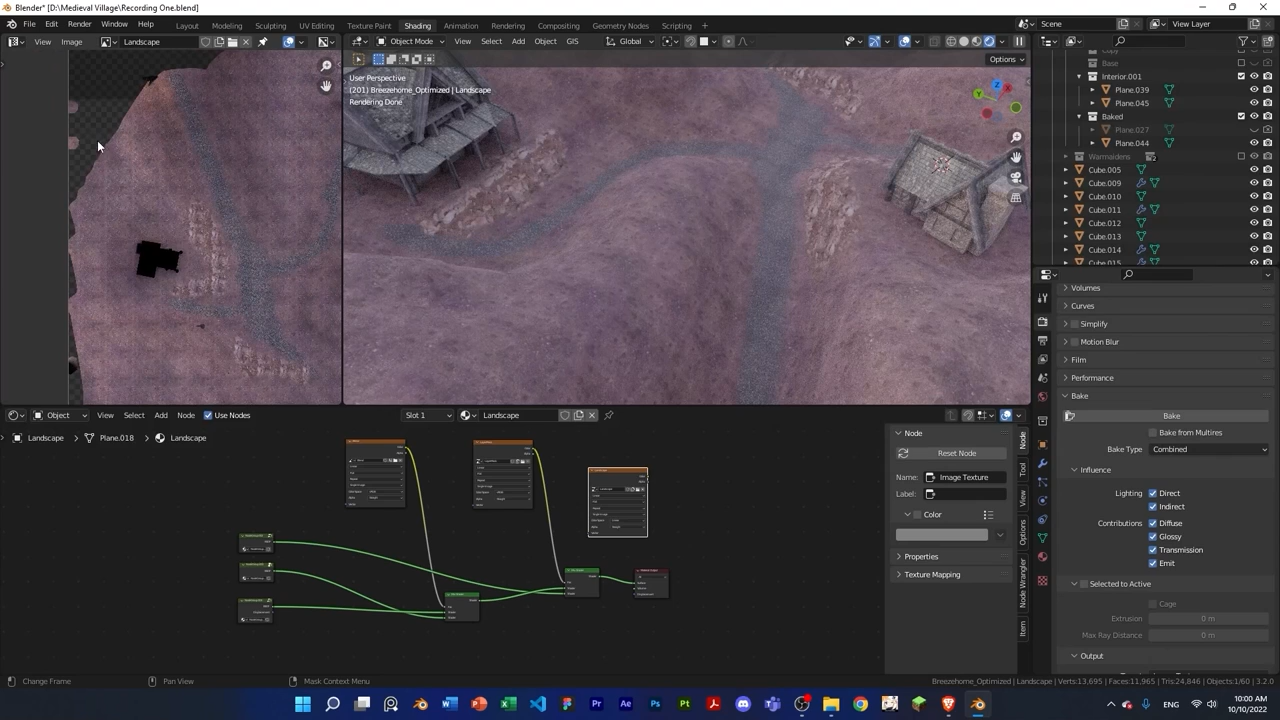 Blender* [D:\Medieval Village\Recording One.blend]
File Edit Render Window Help
Layout Modeling Sculpting UV Editing Texture Paint Shading Animation Rendering Compositing Geometry Nodes Scripting +
Scene View Layer
View Image Landscape
Object Mode View Select Add Object GIS Global
Options
User Perspective
(201) Breezehome_Optimized | Landscape
Rendering Done
Copy
Base
Interior.001
Plane.039
Plane.045
Baked
Plane.027
Plane.044
Warmaidens
Cube.005
Cube.009
Cube.010
Cube.011
Cube.012
Cube.013
Cube.014
Cube.015
Volumes
Curves
Simplify
Motion Blur
Film
Performance
Bake
Bake
Bake from Multires
Bake Type Combined
Influence
Lighting Direct
Indirect
Contributions Diffuse
Glossy
Transmission
Emit
Selected to Active
Cage
Extrusion 0 m
Max Ray Distance 0 m
Output
Object View Select Add Node Use Nodes Slot 1 Landscape
Landscape > Plane.018 > Landscape
Node
Reset Node
Name: Image Texture
Label:
Color
Properties
Texture Mapping
Node
Tool
View
Options
Node Wrangler
Item
Change Frame Pan View Mask Context Menu
Breezehome_Optimized | Landscape | Verts:13,695 | Faces:11,965 | Tris:24,846 | Objects:1/60 | 3.2.0
10:00 AM
10/10/2022